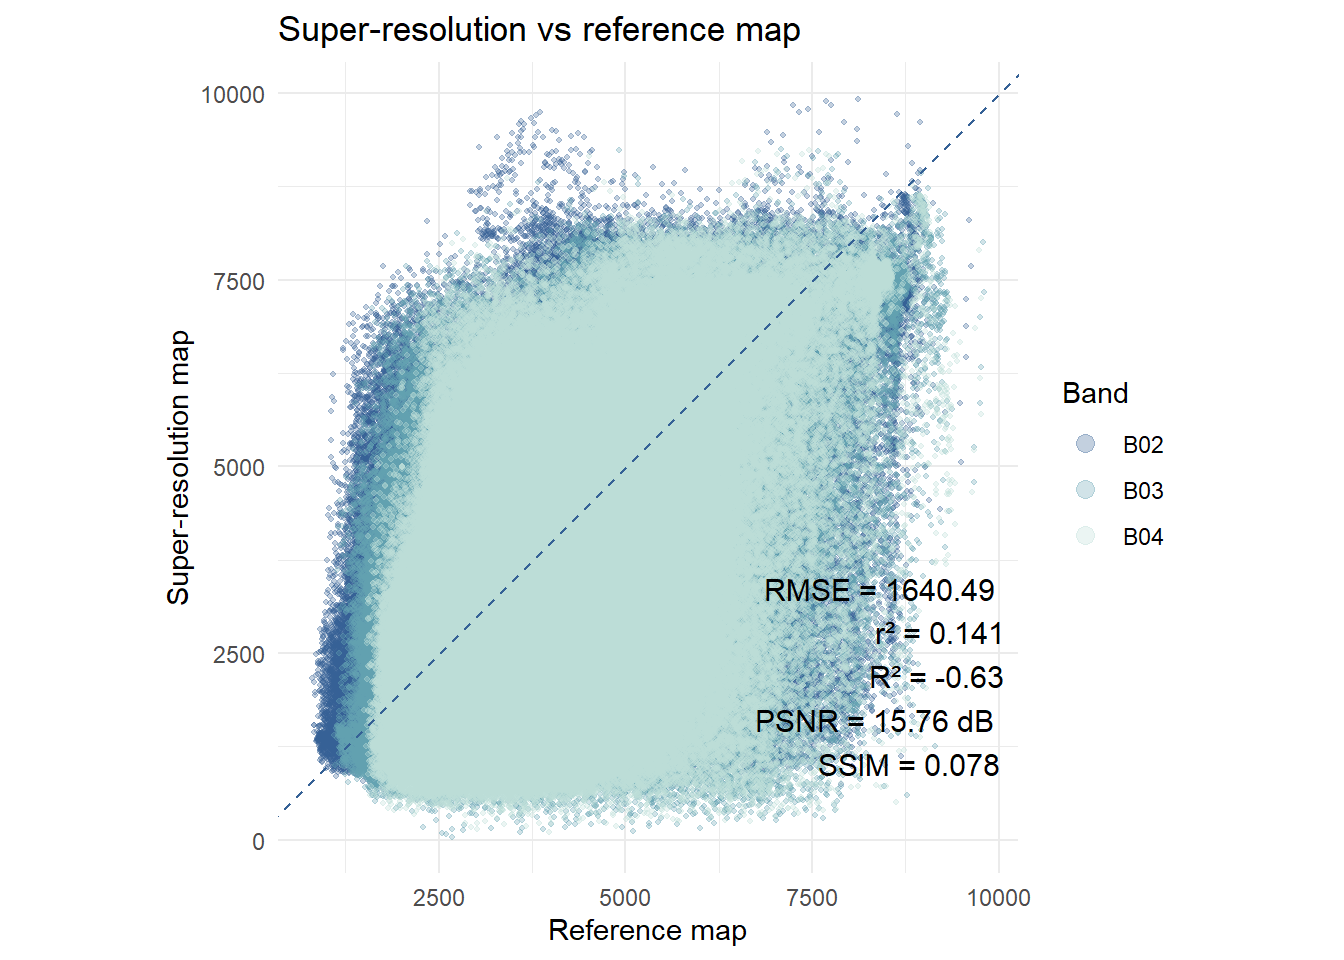 Super-resolution vs reference map
10000
7500
5000
2500
0
Super-resolution map
2500 5000 7500 10000
Reference map
RMSE = 1640.49
r² = 0.141
R² = -0.63
PSNR = 15.76 dB
SSIM = 0.078
Band
B02
B03
B04